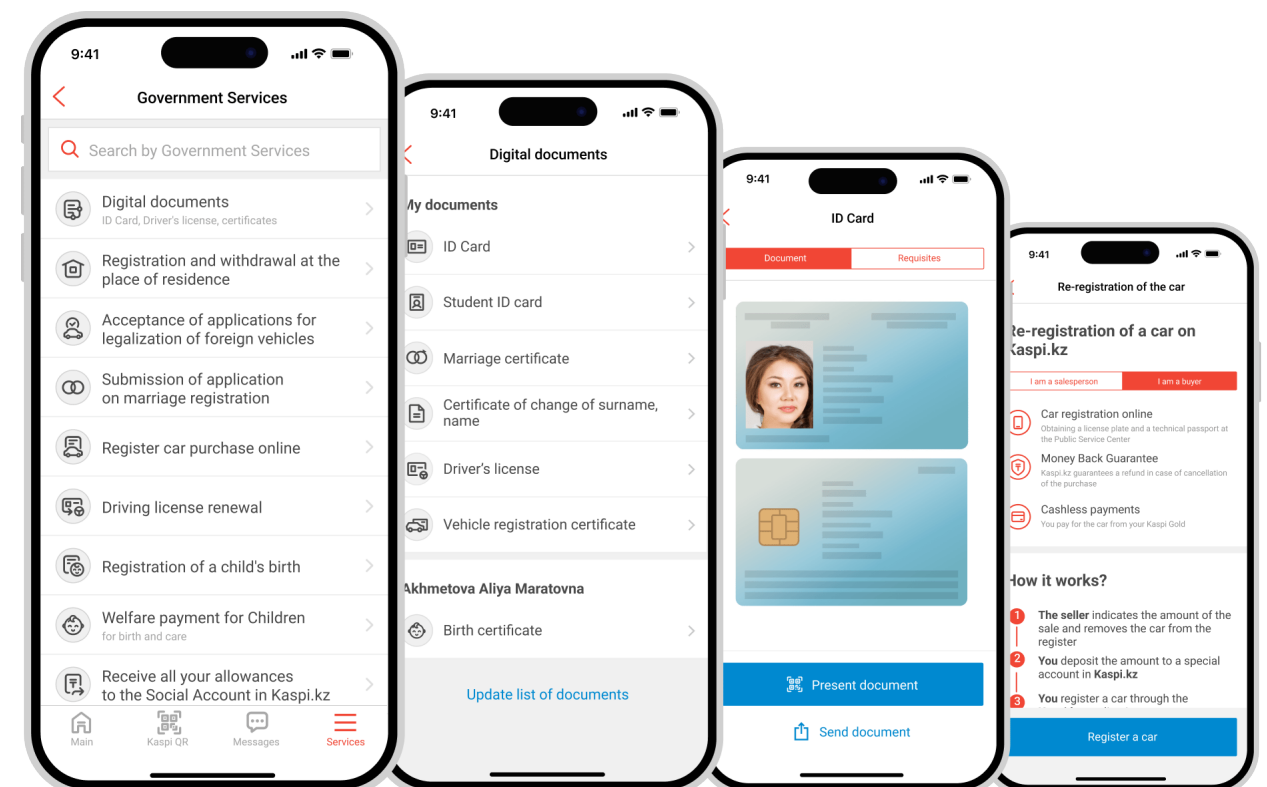 9:41
Government Services
Search by Government Services
Digital documents
ID Card, Driver's license, certificates
Registration and withdrawal at the
place of residence
Acceptance of applications for
legalization of foreign vehicles
Submission of application
on marriage registration
Register car purchase online
Driving license renewal
Registration of a child's birth
Welfare payment for Children
for birth and care
Receive all your allowances
to the Social Account in Kaspi.kz
Main
Kaspi QR
Messages
Services
9:41
Digital documents
My documents
ID Card
Student ID card
Marriage certificate
Certificate of change of surname,
name
Driver's license
Vehicle registration certificate
Akhmetova Aliya Maratovna
Birth certificate
Update list of documents
9:41
ID Card
Document
Requisites
Present document
Send document
9:41
Re-registration of the car
Re-registration of a car on
Kaspi.kz
I am a salesperson
I am a buyer
Car registration online
Obtaining a license plate and a technical passport at
the Public Service Center
Money Back Guarantee
Kaspi.kz guarantees a refund in case of cancellation
of the purchase
Cashless payments
You pay for the car from your Kaspi Gold
How it works?
1
The seller indicates the amount of the
sale and removes the car from the
register
2
You deposit the amount to a special
account in Kaspi.kz
3
You register a car through the
Register a car